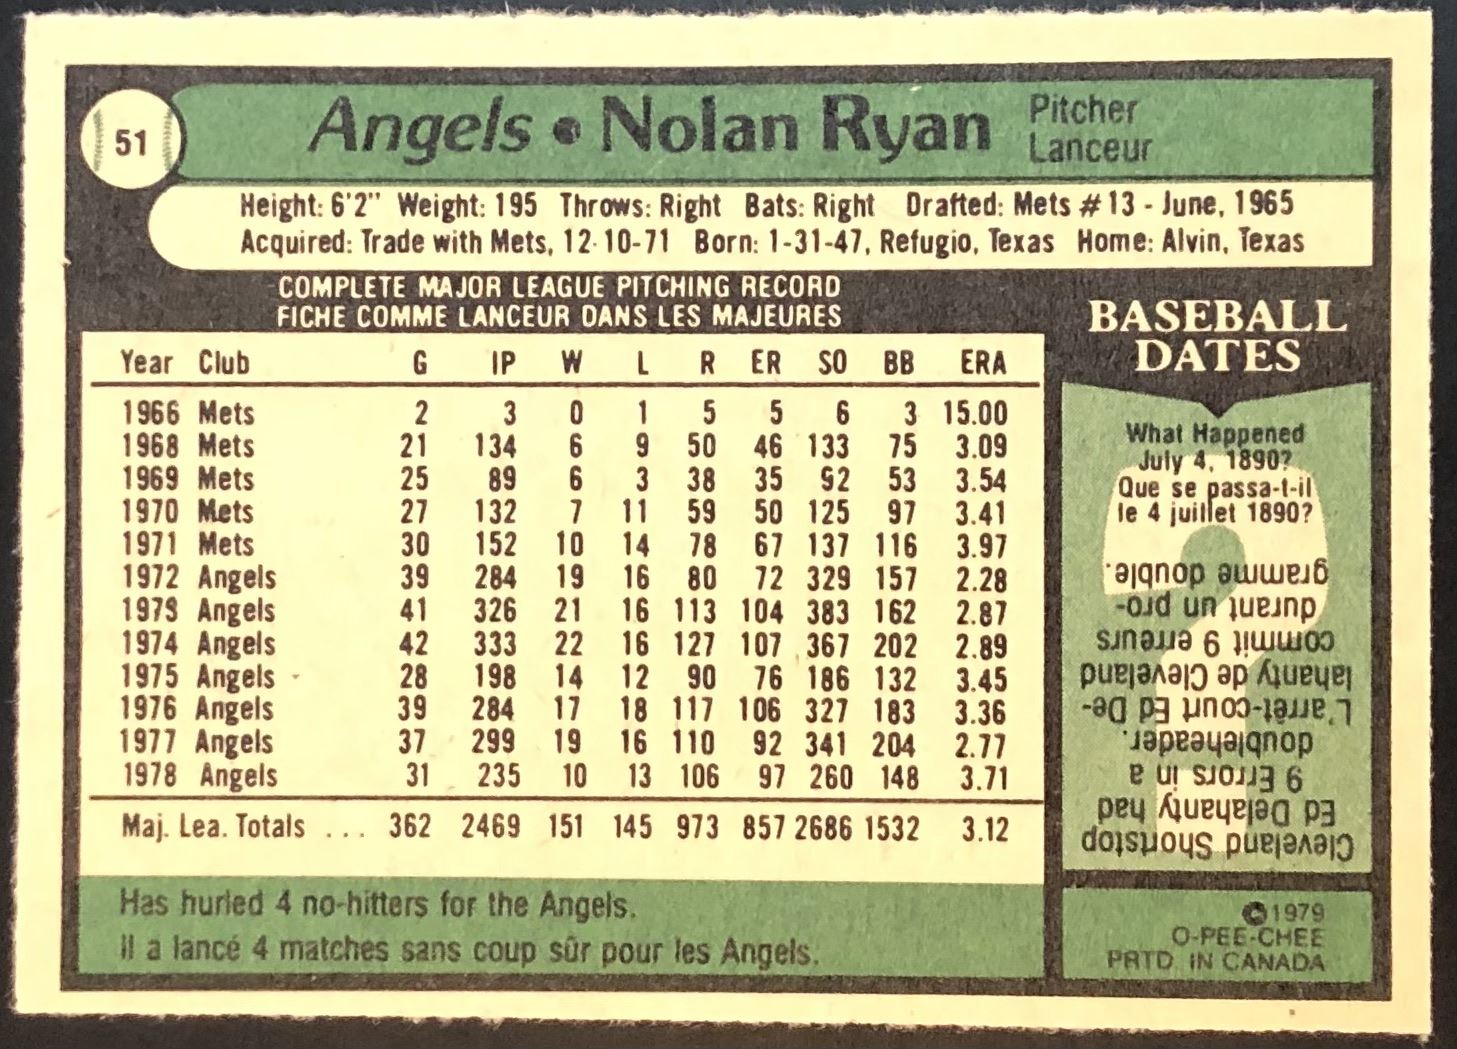 51
Angels • Nolan Ryan
Pitcher
Lanceur
Height: 6'2" Weight: 195 Throws: Right Bats: Right Drafted: Mets #13 - June, 1965
Acquired: Trade with Mets, 12-10-71 Born: 1-31-47, Refugio, Texas Home: Alvin, Texas
COMPLETE MAJOR LEAGUE PITCHING RECORD
FICHE COMME LANCEUR DANS LES MAJEURES
Year Club G IP W L R ER SO BB ERA
1966 Mets 2 3 0 1 5 5 6 3 15.00
1968 Mets 21 134 6 9 50 46 133 75 3.09
1969 Mets 25 89 6 3 38 35 92 53 3.54
1970 Mets 27 132 7 11 59 50 125 97 3.41
1971 Mets 30 152 10 14 78 67 137 116 3.97
1972 Angels 39 284 19 16 80 72 329 157 2.28
1973 Angels 41 326 21 16 113 104 383 162 2.87
1974 Angels 42 333 22 16 127 107 367 202 2.89
1975 Angels 28 198 14 12 90 76 186 132 3.45
1976 Angels 39 284 17 18 117 106 327 183 3.36
1977 Angels 37 299 19 16 110 92 341 204 2.77
1978 Angels 31 235 10 13 106 97 260 148 3.71
Maj. Lea. Totals ... 362 2469 151 145 973 857 2686 1532 3.12
Has hurled 4 no-hitters for the Angels.
Il a lancé 4 matches sans coup sûr pour les Angels.
BASEBALL
DATES
What Happened
July 4, 1890?
Que se passa-t-il
le 4 juillet 1890?
Cleveland Shortstop
Ed Delahanty had
9 Errors in a
doubleheader.
L'arrêt-court Ed De-
lahanty de Cleveland
commit 9 erreurs
durant un pro-
gramme double.
©1979
O-PEE-CHEE
PRTD. IN CANADA